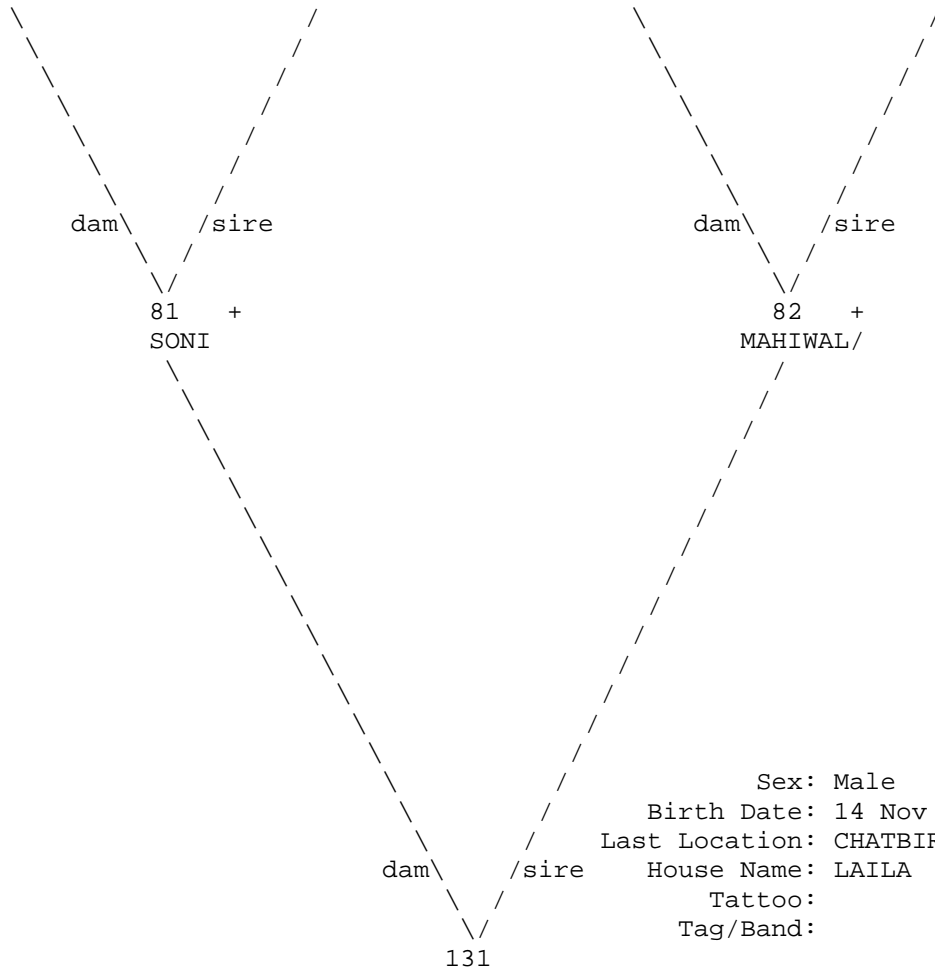 dam sire dam sire
81 + 82 +
SONI MAHIWAL/
Sex: Male
Birth Date: 14 Nov
Last Location: CHATBIR
dam sire House Name: LAILA
Tattoo:
Tag/Band:
131